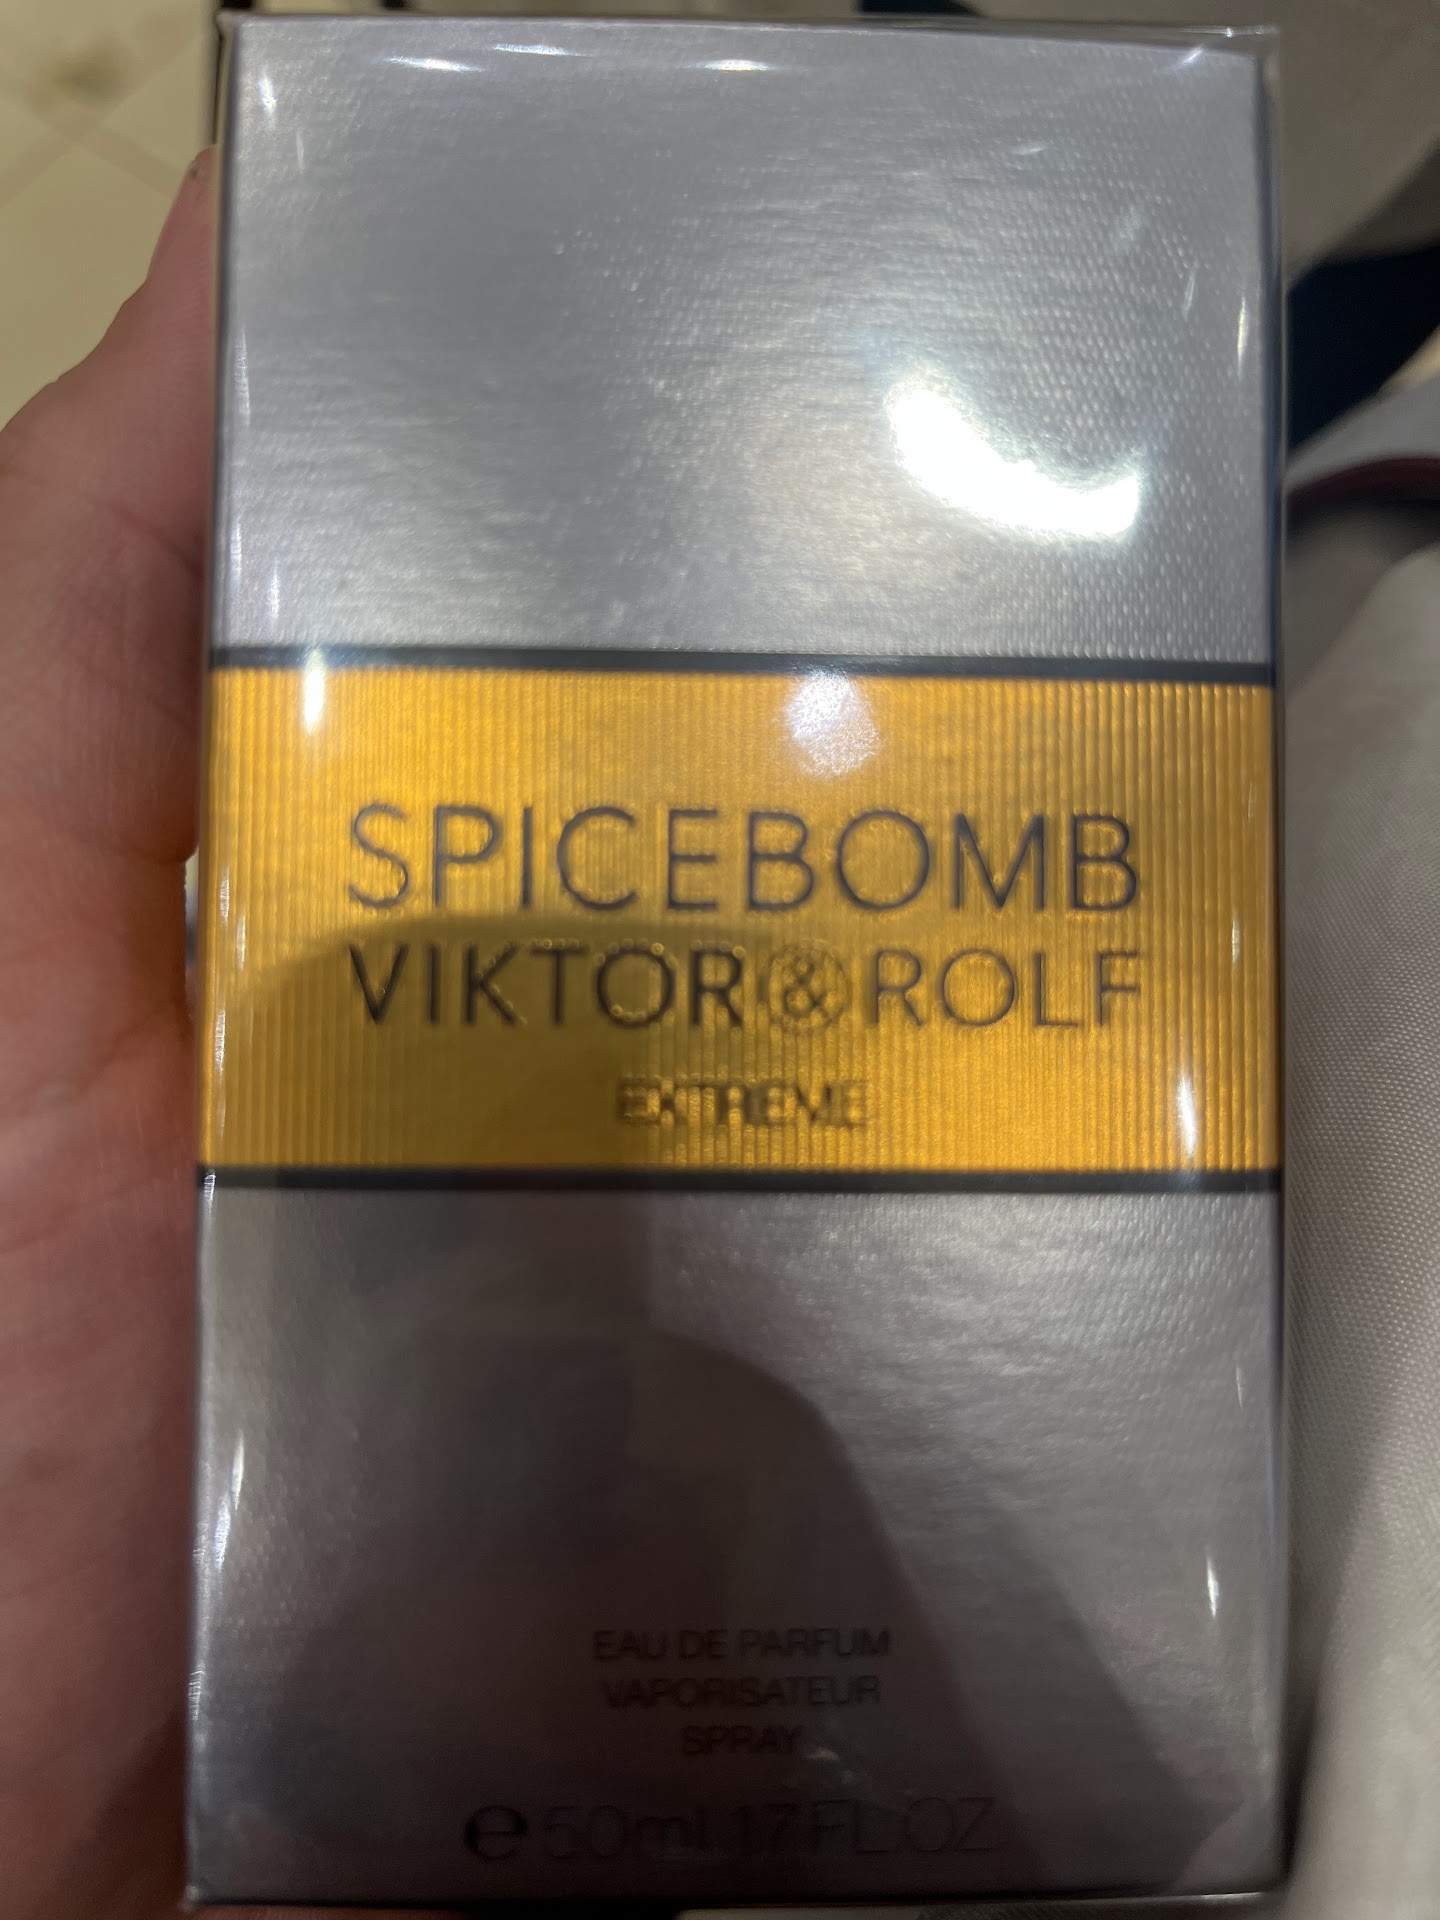 SPICEBOMB
VIKTOR & ROLF
EXTREME
EAU DE PARFUM
VAPORISATEUR
SPRAY
℮ 50ml 1.7 FL.OZ